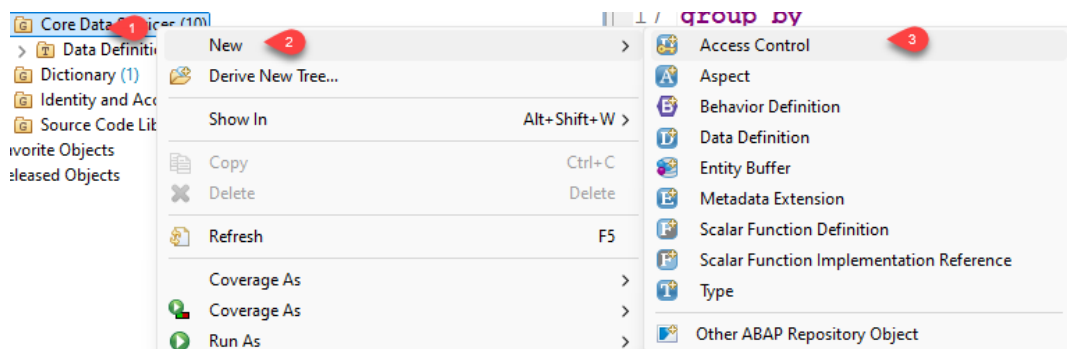 Core Data
(10)
1
17 group by
New
2
Access Control
3
Data Definiti
Derive New Tree...
Aspect
Dictionary (1)
Behavior Definition
Identity and Acc
Show In
Alt+Shift+W
Data Definition
Source Code Lib
Entity Buffer
vorite Objects
Copy
Ctrl+C
eleased Objects
Delete
Delete
Metadata Extension
Refresh
F5
Scalar Function Definition
Scalar Function Implementation Reference
Coverage As
Type
Coverage As
Run As
Other ABAP Repository Object